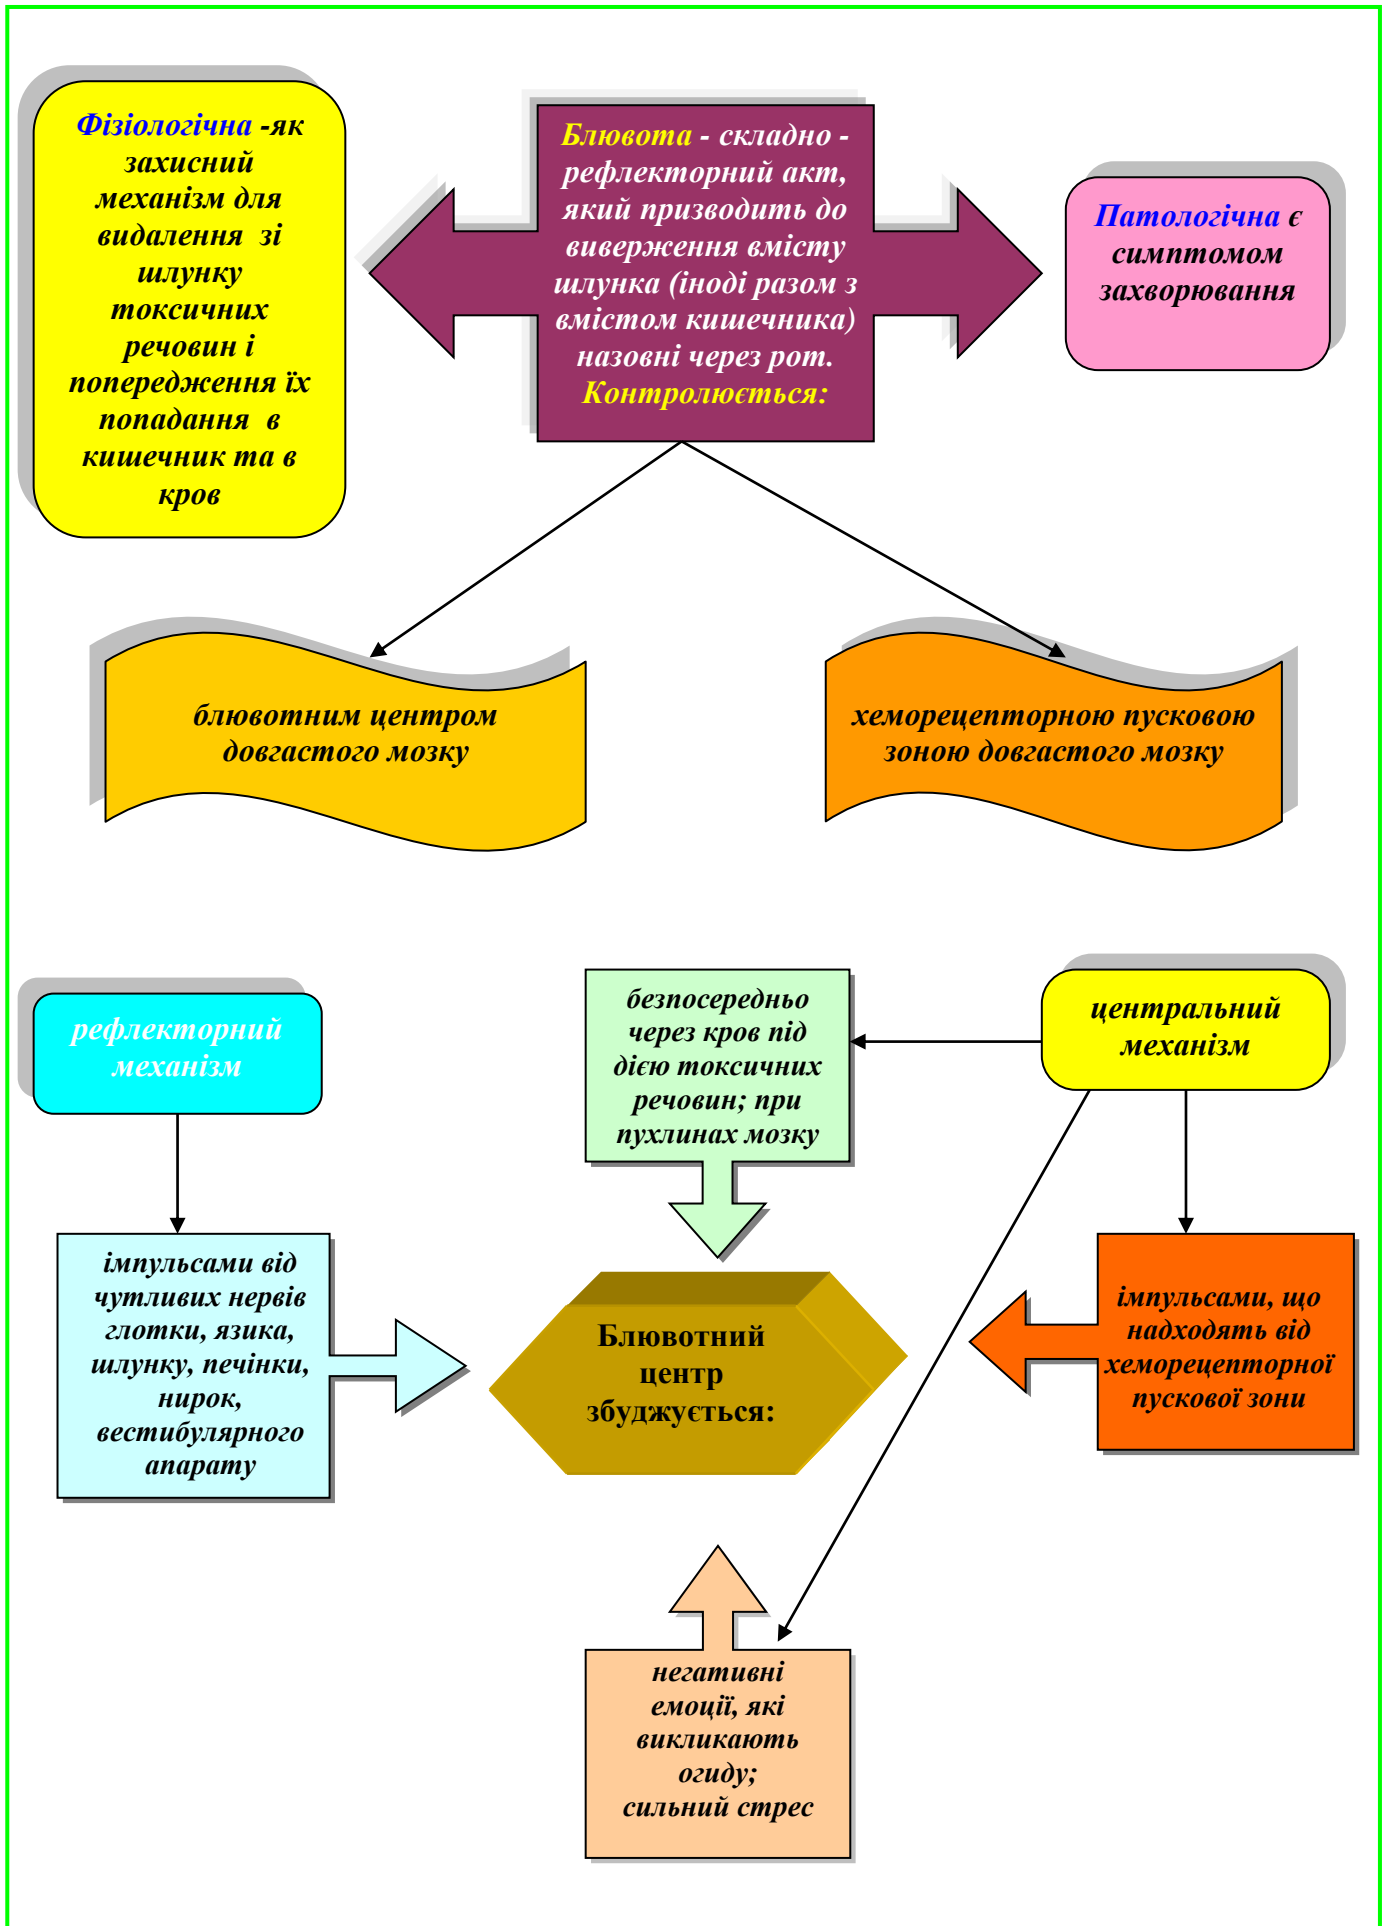 Фізіологічна -як
захисний
механізм для
видалення зі
шлунку
токсичних
речовин і
попередження їх
попадання в
кишечник та в
кров
Блювота - складно -
рефлекторний акт,
який призводить до
виверження вмісту
шлунка (іноді разом з
вмістом кишечника)
назовні через рот.
Контролюється:
Патологічна є
симптомом
захворювання
блювотним центром
довгастого мозку
хеморецепторною пусковою
зоною довгастого мозку
рефлекторний
механізм
безпосередньо
через кров під
дією токсичних
речовин; при
пухлинах мозку
центральний
механізм
імпульсами від
чутливих нервів
глотки, язика,
шлунку, печінки,
нирок,
вестибулярного
апарату
Блювотний
центр
збуджується:
імпульсами, що
надходять від
хеморецепторної
пускової зони
негативні
емоції, які
викликають
огиду;
сильний стрес